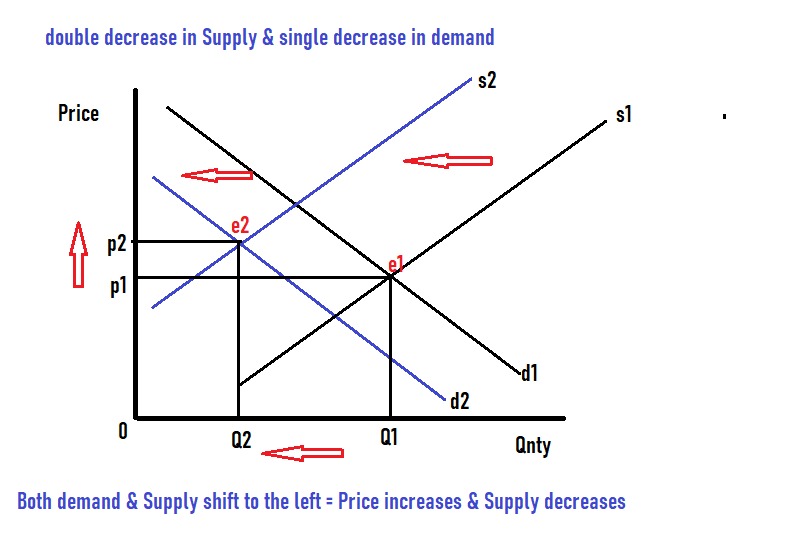 double decrease in Supply & single decrease in demand
s2
Price
s1
e2
p2
e1
p1
d1
d2
0
Q2
Q1
Qnty
Both demand & Supply shift to the left = Price increases & Supply decreases